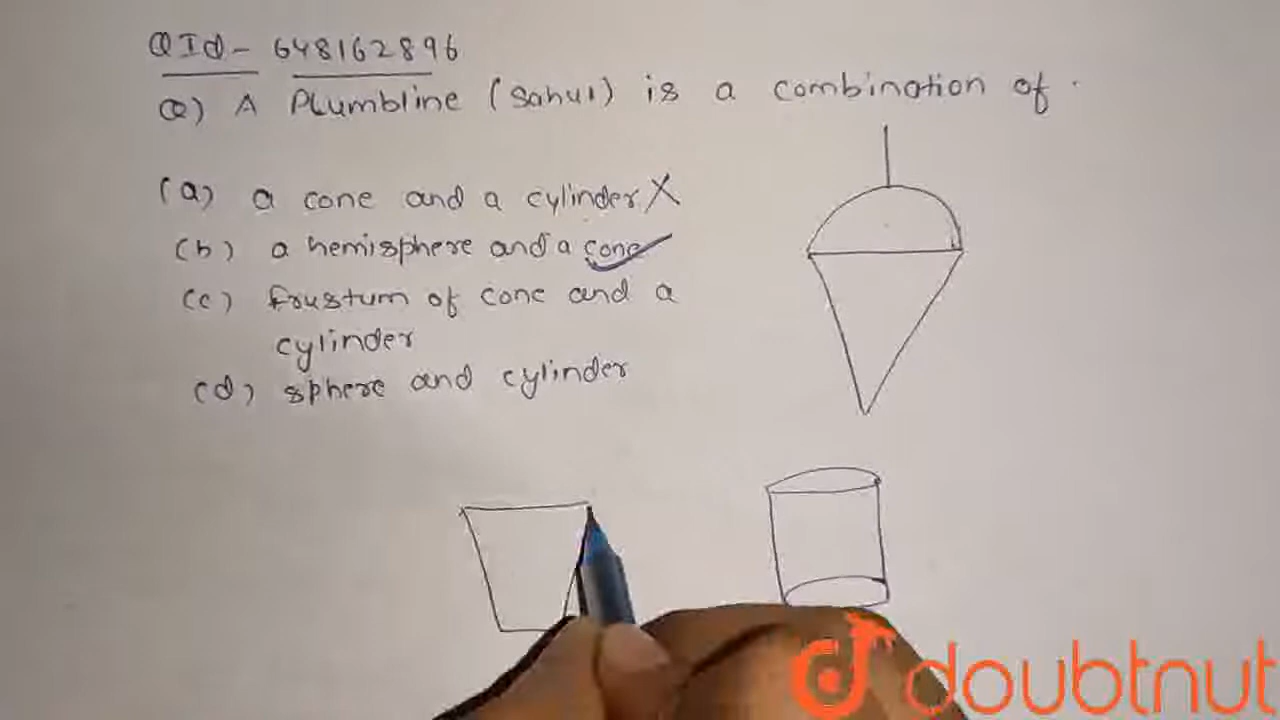 QId - 648162896
Q) A Plumbline (Sahul) is a combination of
(a) a cone and a cylinder X
(b) a hemisphere and a cone
(c) frustum of cone and a
cylinder
(d) sphere and cylinder
doubtnut